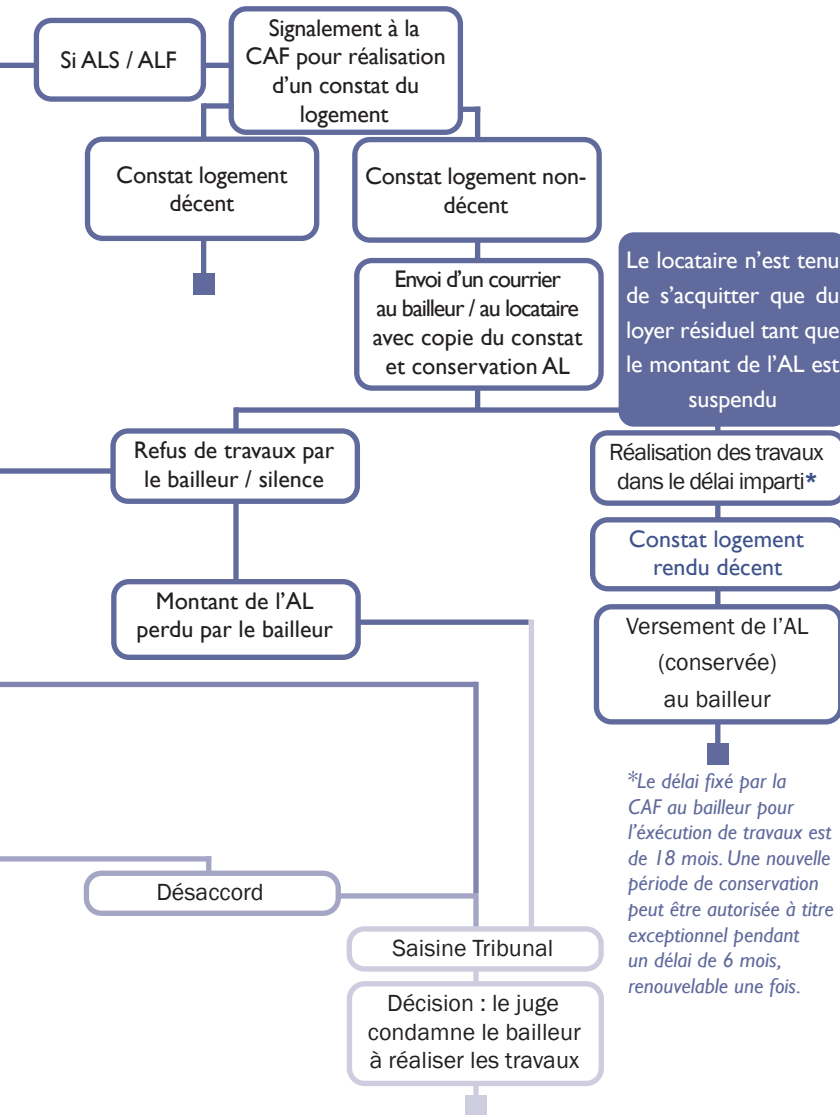 Si ALS / ALF
Signalement à la
CAF pour réalisation
d'un constat du
logement
Constat logement
décent
Constat logement non-
décent
Envoi d'un courrier
au bailleur / au locataire
avec copie du constat
et conservation AL
Le locataire n'est tenu
de s'acquitter que du
loyer résiduel tant que
le montant de l'AL est
suspendu
Refus de travaux par
le bailleur / silence
Réalisation des travaux
dans le délai imparti*
Constat logement
rendu décent
Montant de l'AL
perdu par le bailleur
Versement de l'AL
(conservée)
au bailleur
*Le délai fixé par la
CAF au bailleur pour
l'éxécution de travaux est
de 18 mois. Une nouvelle
période de conservation
peut être autorisée à titre
exceptionnel pendant
un délai de 6 mois,
renouvelable une fois.
Désaccord
Saisine Tribunal
Décision : le juge
condamne le bailleur
à réaliser les travaux